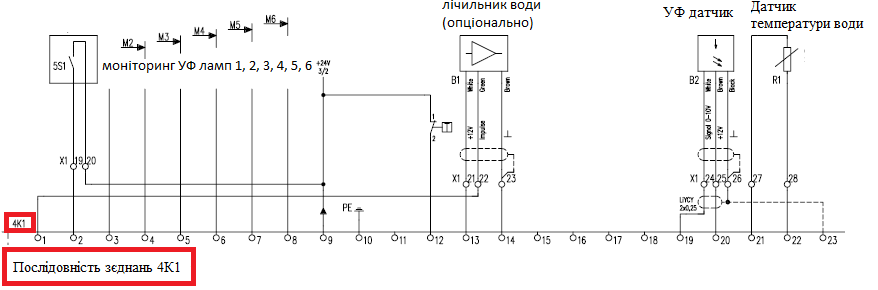 лічильник води
(опціонально)
УФ датчик
Датчик
температури води
M2
M3
M4
M5
M6
5S1
моніторинг УФ ламп 1, 2, 3, 4, 5, 6
+24V
3/2
B1
White
Green
Brown
+12V
Impulse
B2
White
Brown
Black
Signal 0-10V
+12V
R1
1
2
X1
19
20
X1
21
22
23
X1
24
25
26
27
28
LiYCY
2x0,25
PE
4K1
1
2
3
4
5
6
7
8
9
10
11
12
13
14
15
16
17
18
19
20
21
22
23
Послідовність зєднань 4K1